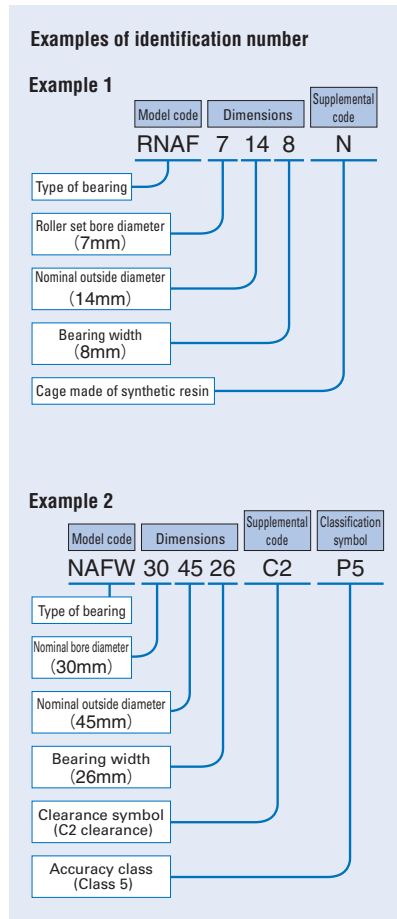 Examples of identification number
Example 1
Model code Dimensions Supplemental
code
RNAF 7 14 8 N
Type of bearing
Roller set bore diameter
（7mm）
Nominal outside diameter
（14mm）
Bearing width
（8mm）
Cage made of synthetic resin
Example 2
Model code Dimensions Supplemental
code Classification
symbol
NAFW 30 45 26 C2 P5
Type of bearing
Nominal bore diameter
（30mm）
Nominal outside diameter
（45mm）
Bearing width
（26mm）
Clearance symbol
(C2 clearance)
Accuracy class
(Class 5)